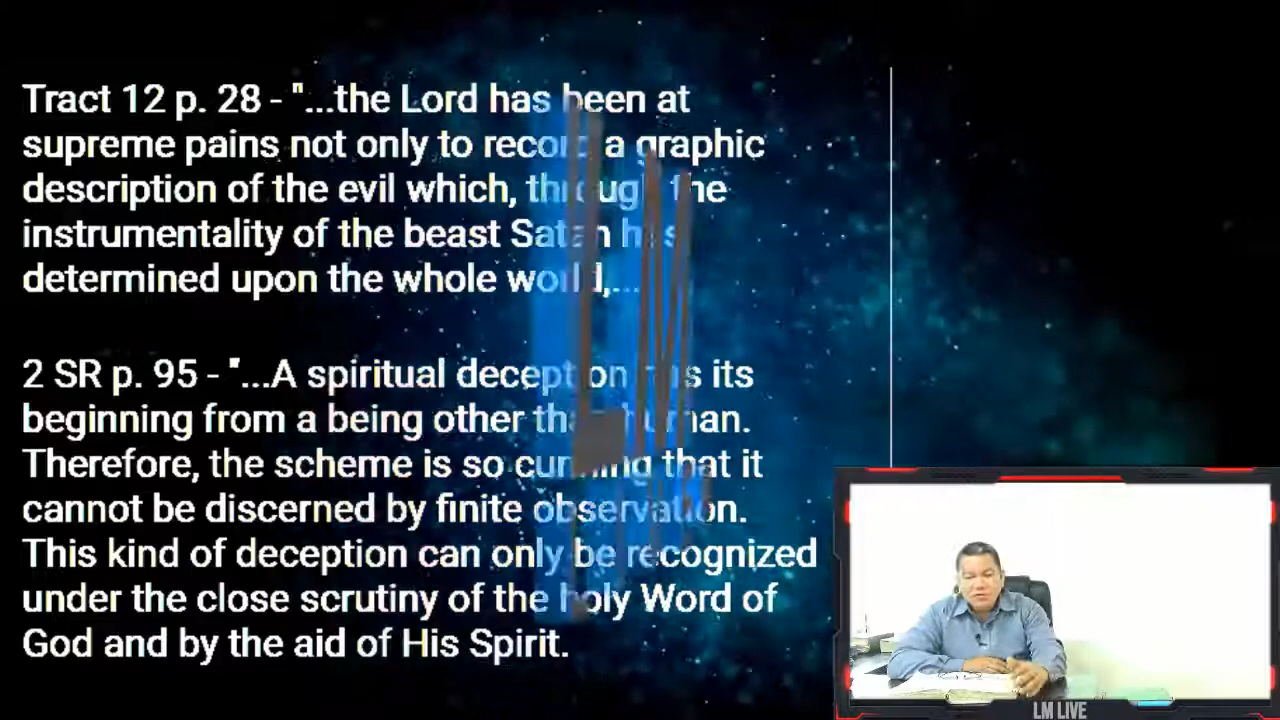 Tract 12 p. 28 - "...the Lord has been at
supreme pains not only to record a graphic
description of the evil which, through the
instrumentality of the beast Satan has
determined upon the whole world,...
2 SR p. 95 - "...A spiritual deception has its
beginning from a being other than human.
Therefore, the scheme is so cunning that it
cannot be discerned by finite observation.
This kind of deception can only be recognized
under the close scrutiny of the holy Word of
God and by the aid of His Spirit.
LM LIVE